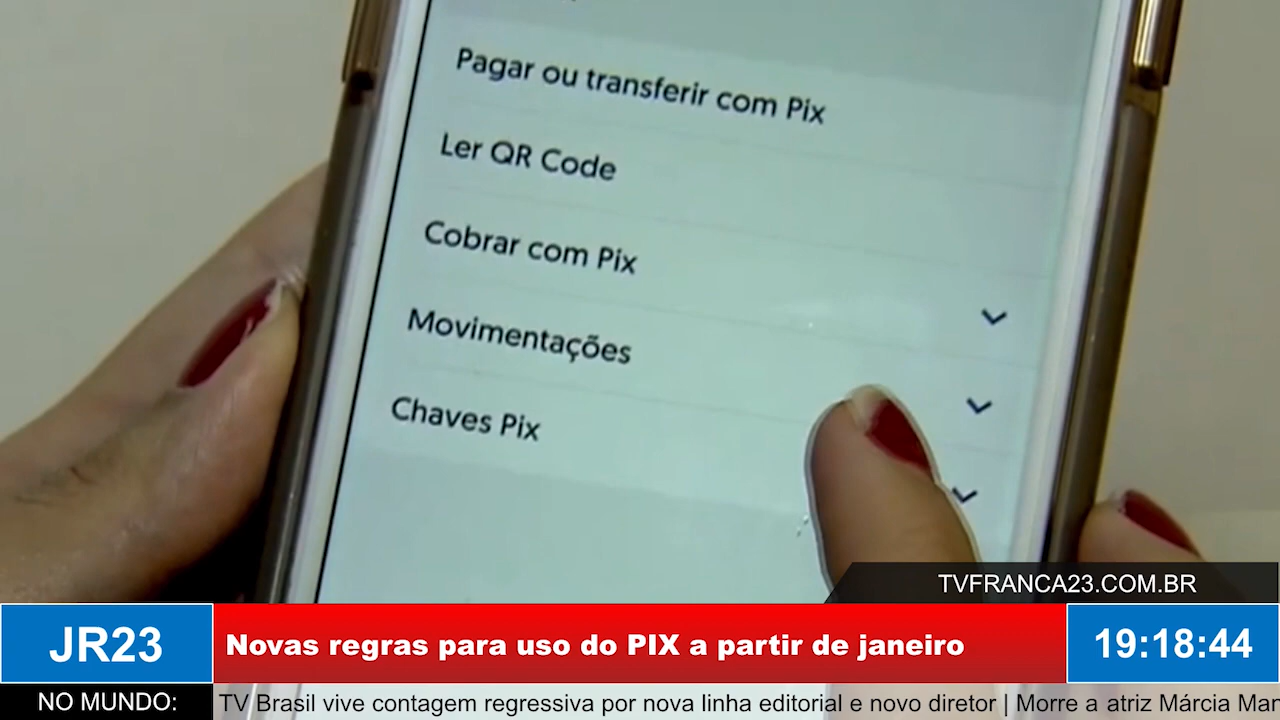 Pagar ou transferir com Pix
Ler QR Code
Cobrar com Pix
Movimentações
Chaves Pix
TVFRANCA23.COM.BR
JR23
Novas regras para uso do PIX a partir de janeiro
19:18:44
NO MUNDO:
TV Brasil vive contagem regressiva por nova linha editorial e novo diretor | Morre a atriz Márcia Mar